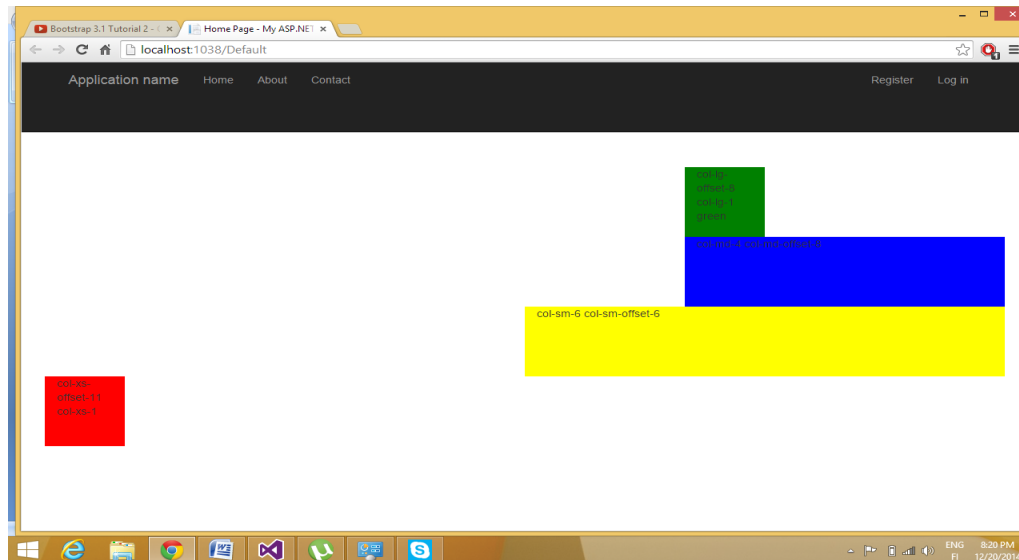 Bootstrap 3.1 Tutorial 2 -
Home Page - My ASP.NET
localhost:1038/Default
Application name Home About Contact Register Log in
col-lg-
offset-8
col-lg-1
green
col-md-4 col-md-offset-8
col-sm-6 col-sm-offset-6
col-xs-
offset-11
col-xs-1
ENG 8:20 PM
FI 12/20/2014